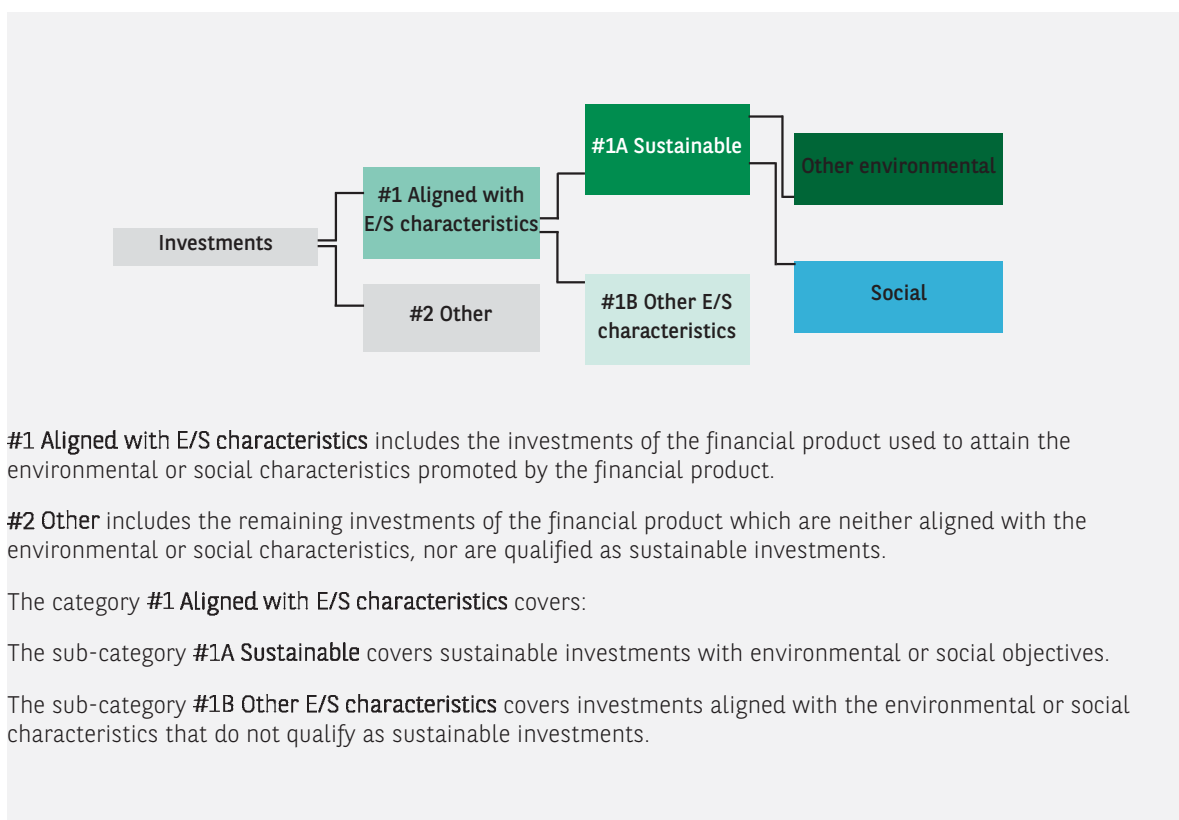 #1A Sustainable
Other environmental
#1 Aligned with
E/S characteristics
Investments
#2 Other
#1B Other E/S
characteristics
Social
#1 Aligned with E/S characteristics includes the investments of the financial product used to attain the
environmental or social characteristics promoted by the financial product.
#2 Other includes the remaining investments of the financial product which are neither aligned with the
environmental or social characteristics, nor are qualified as sustainable investments.
The category #1 Aligned with E/S characteristics covers:
The sub-category #1A Sustainable covers sustainable investments with environmental or social objectives.
The sub-category #1B Other E/S characteristics covers investments aligned with the environmental or social
characteristics that do not qualify as sustainable investments.